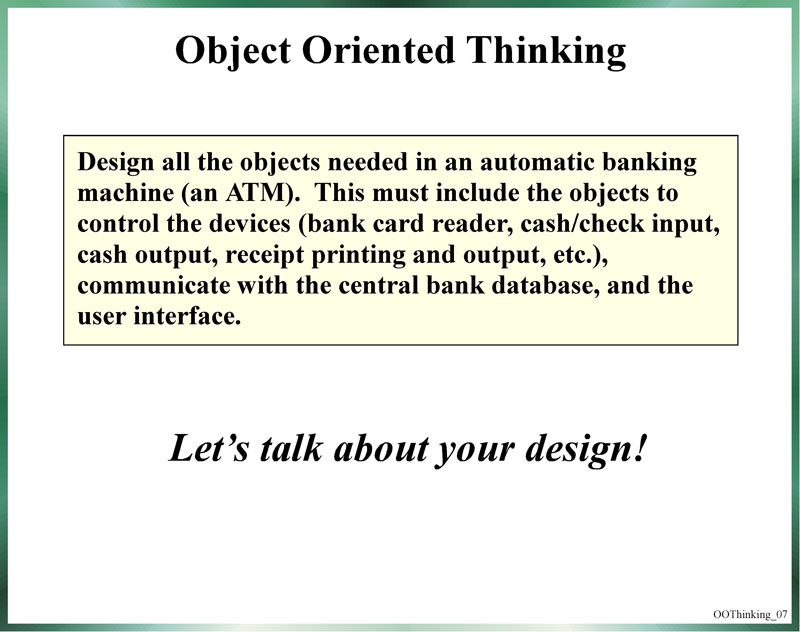 Object Oriented Thinking
Design all the objects needed in an automatic banking
machine (an ATM).  This must include the objects to
control the devices (bank card reader, cash/check input,
cash output, receipt printing and output, etc.),
communicate with the central bank database, and the
user interface.
Let’s talk about your design!
OOThinking_07